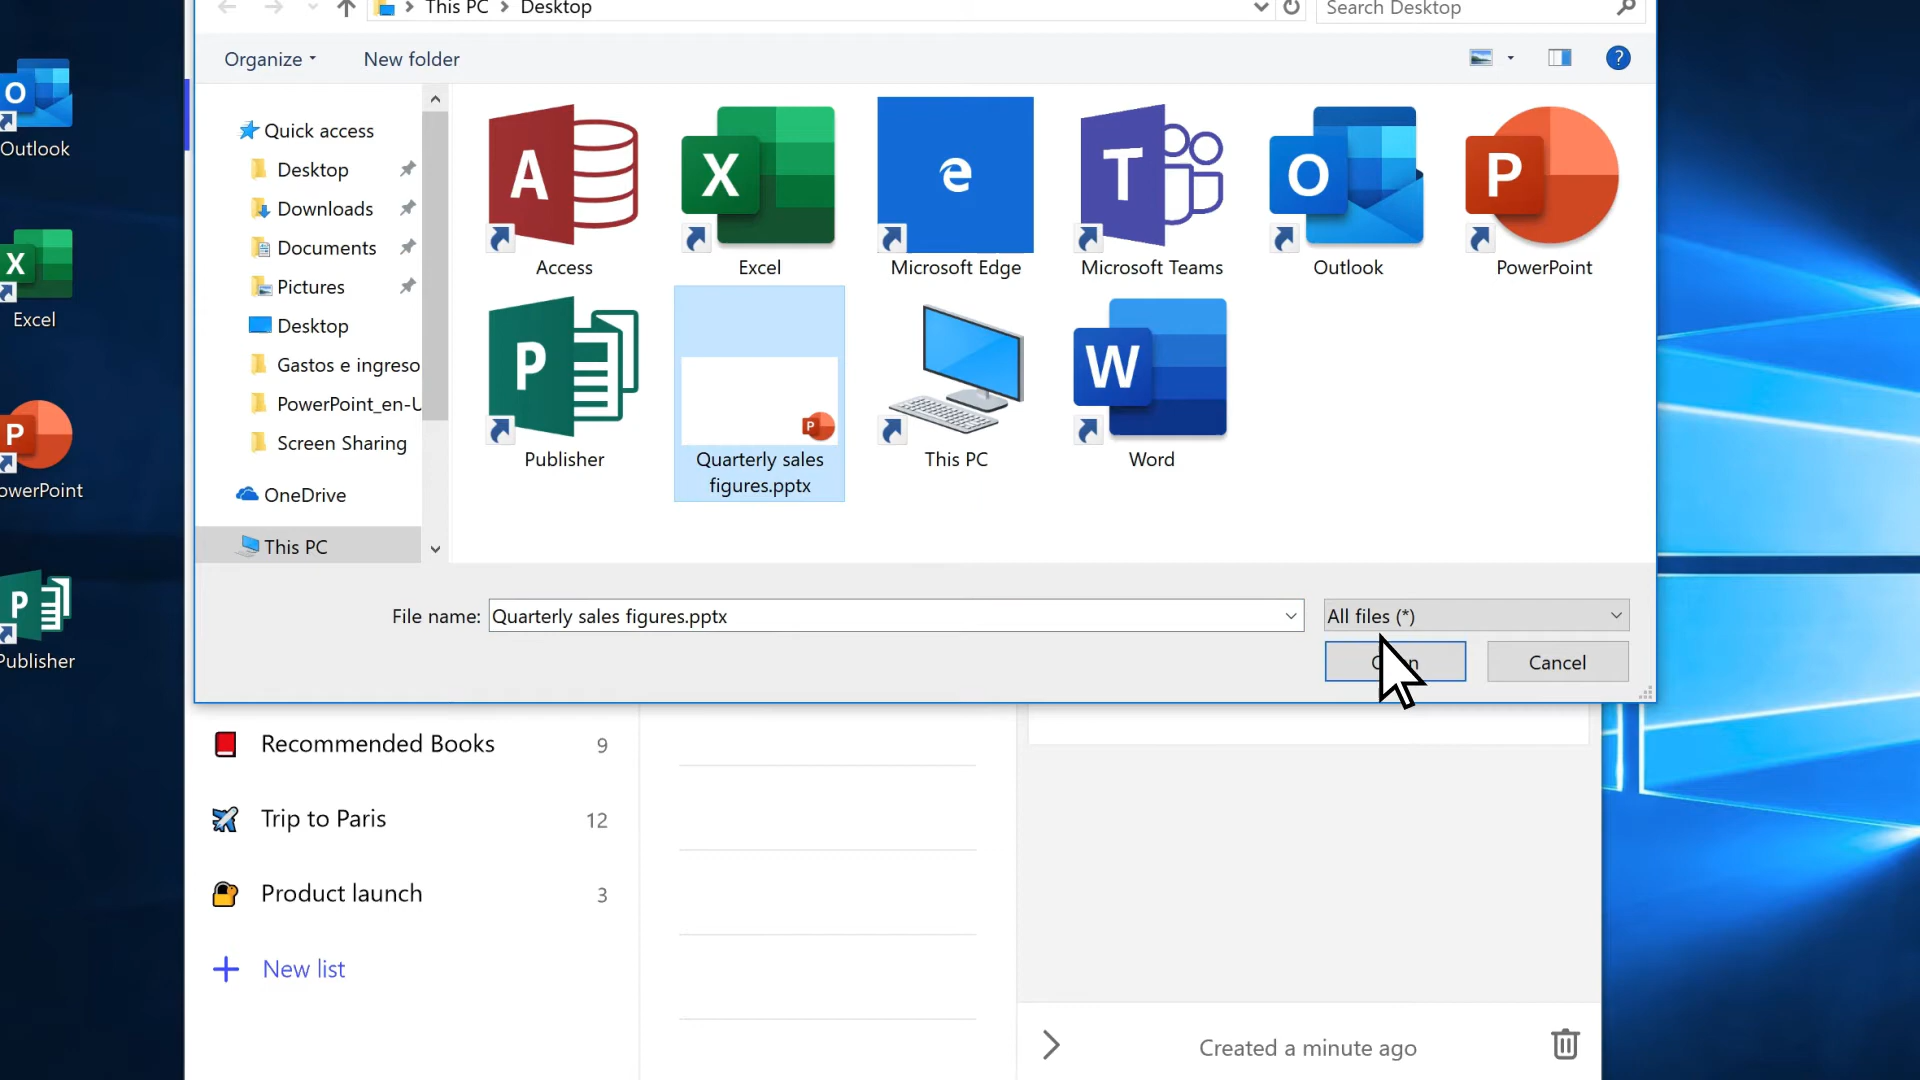 This PC > Desktop
Search Desktop
Organize
New folder
Quick access
Desktop
Downloads
Documents
Pictures
Desktop
Gastos e ingreso
PowerPoint_en-U
Screen Sharing
OneDrive
This PC
Access
Excel
Microsoft Edge
Microsoft Teams
Outlook
PowerPoint
Publisher
Quarterly sales
figures.pptx
This PC
Word
File name: Quarterly sales figures.pptx
All files (*)
Cancel
Outlook
Excel
owerPoint
Publisher
Recommended Books 9
Trip to Paris 12
Product launch 3
New list
Created a minute ago